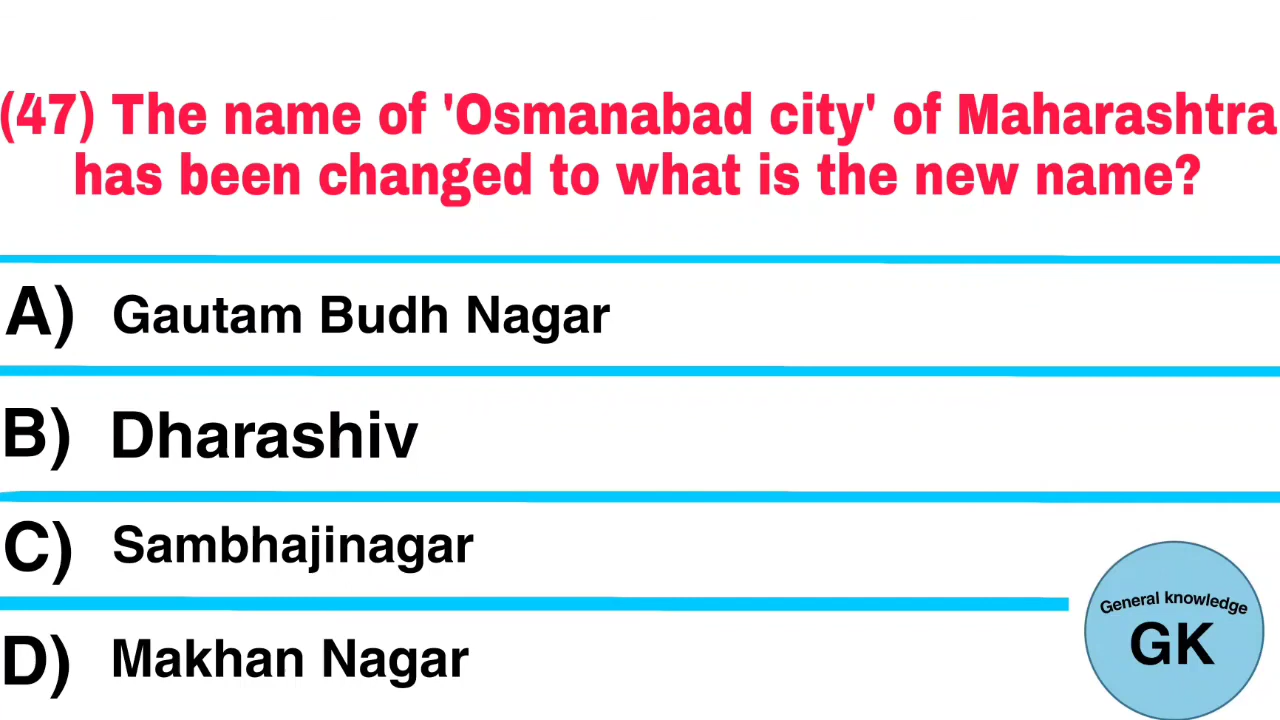 (47) The name of 'Osmanabad city' of Maharashtra
has been changed to what is the new name?
A) Gautam Budh Nagar
B) Dharashiv
C) Sambhajinagar
D) Makhan Nagar
General knowledge
GK